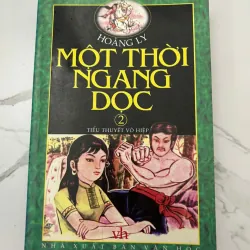 HOÀNG LY
MỘT THỜI
NGANG
DỌC
2
TIỂU THUYẾT VÕ HIỆP
vh
NHÀ XUẤT BẢN VĂN HỌC